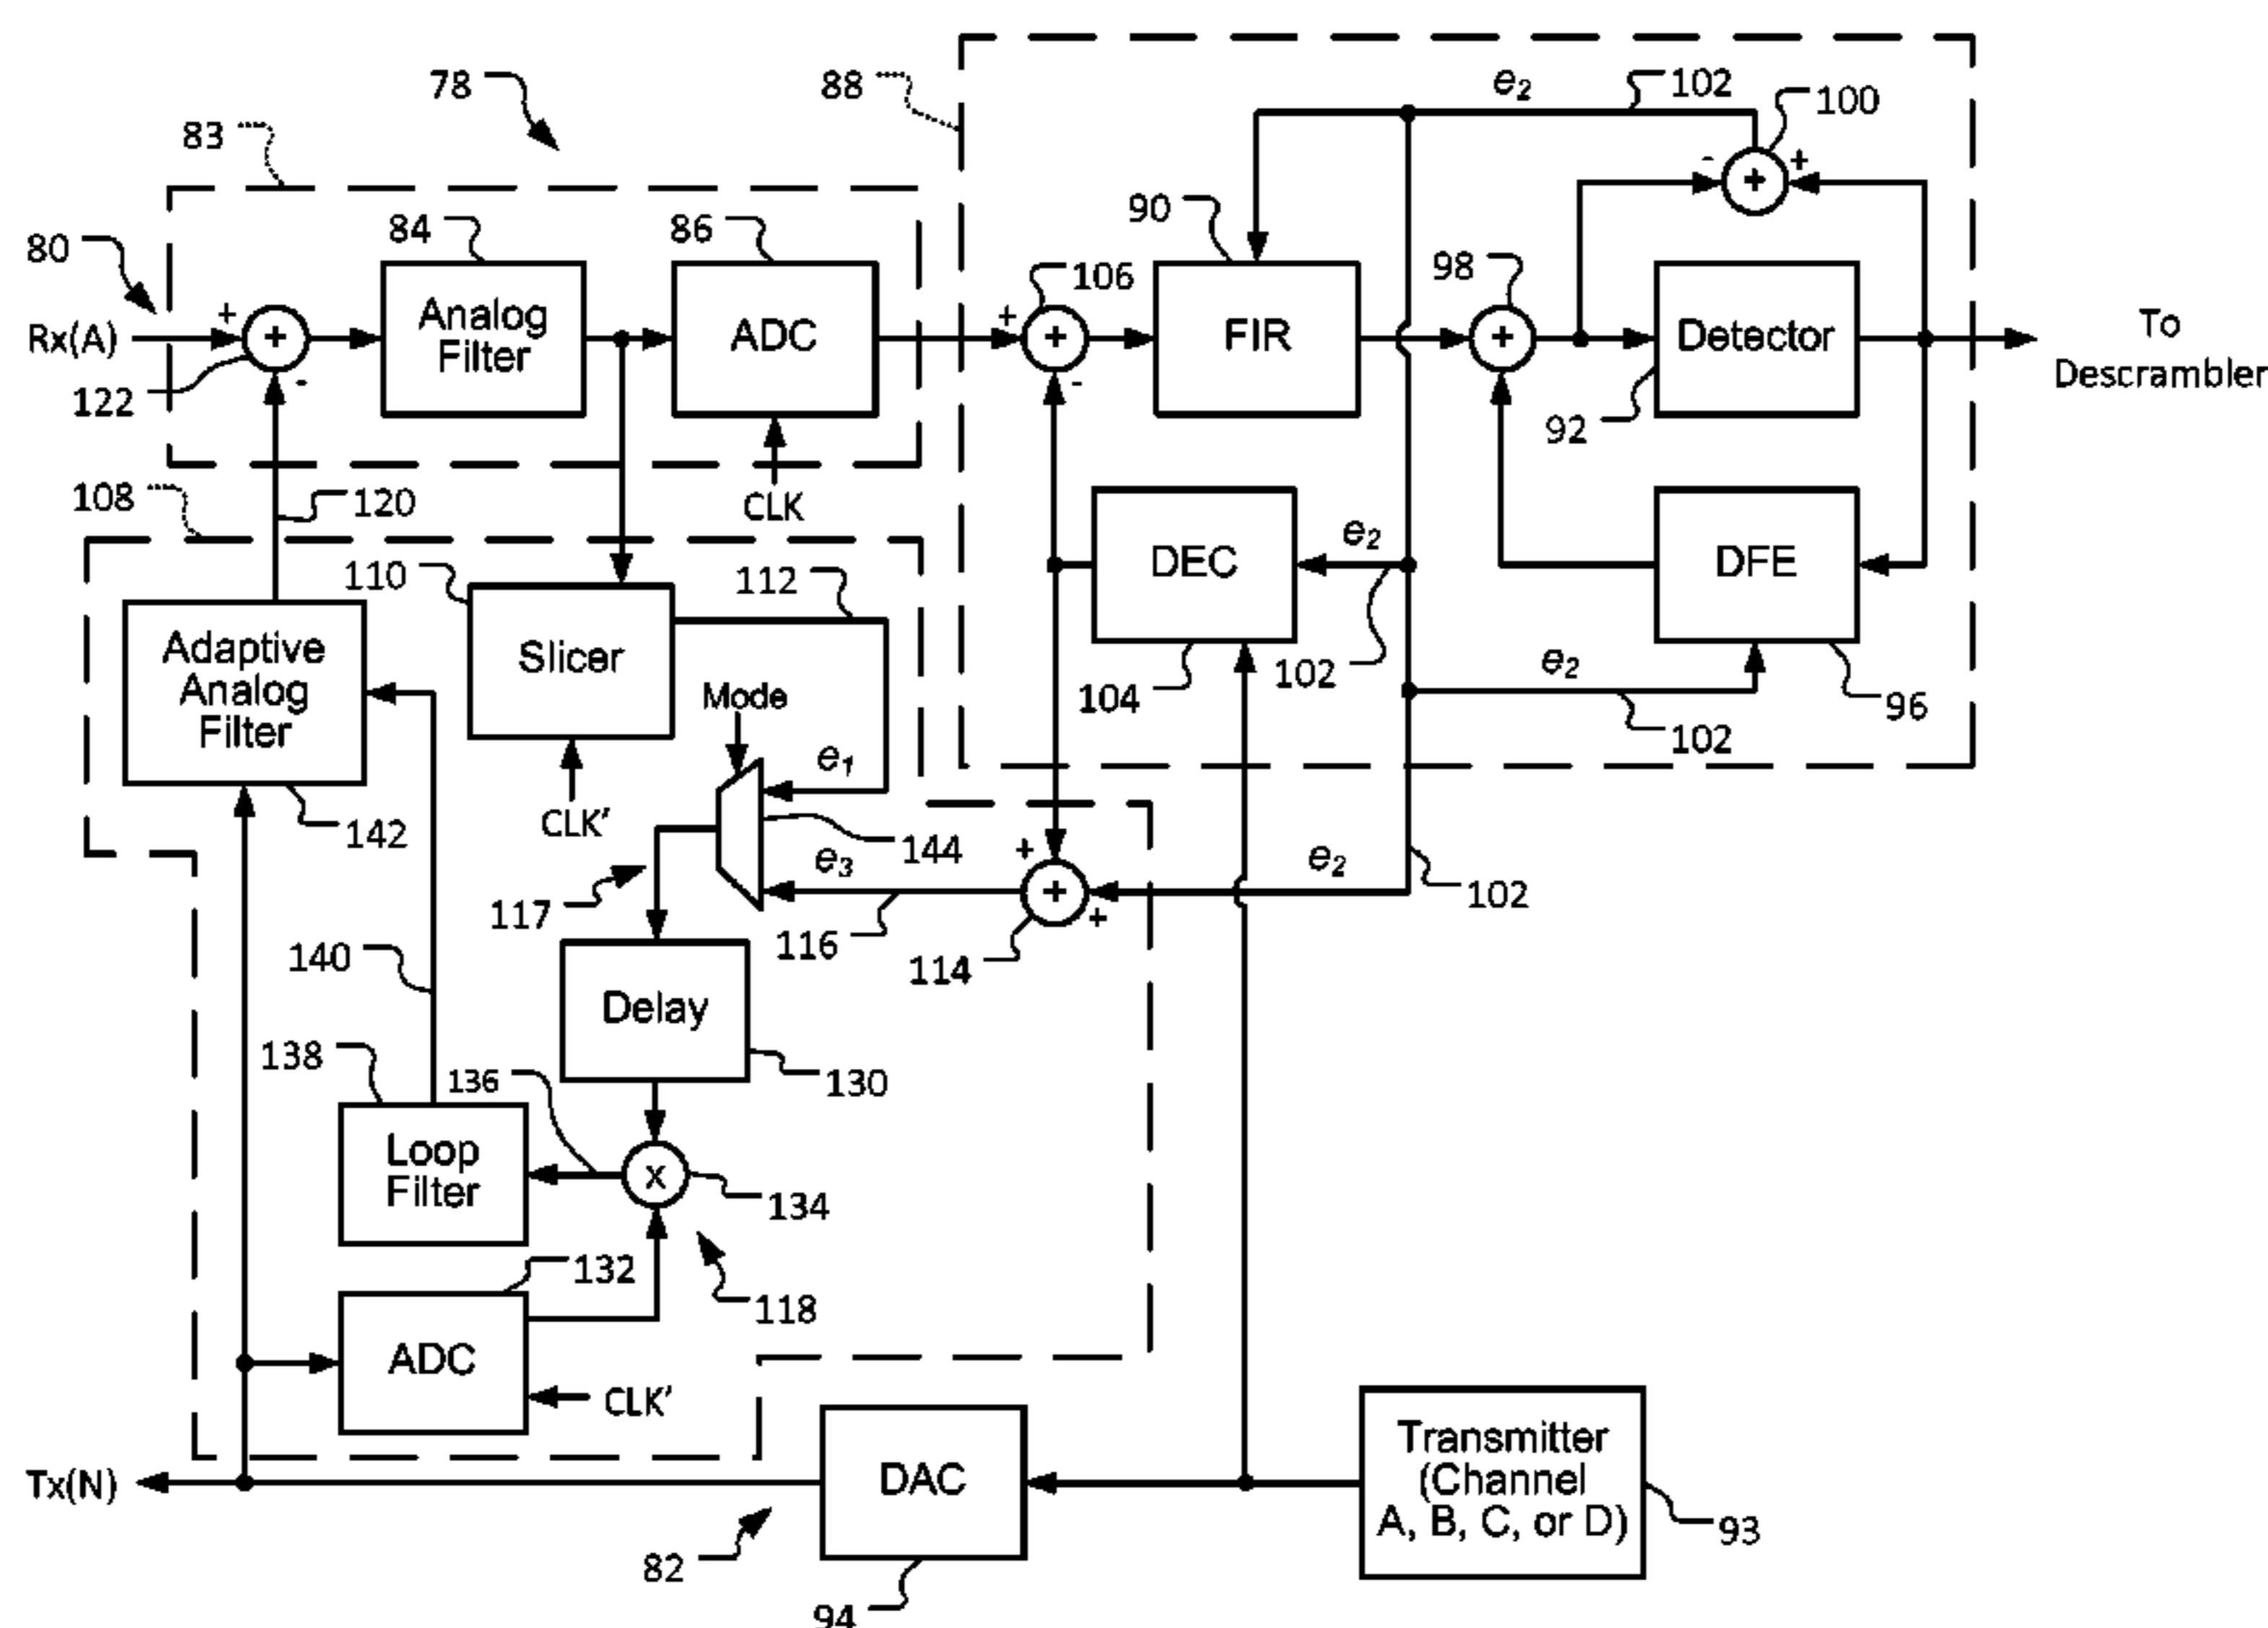 78
88
e2
102
100
83
-
+
+
80
84
86
90
98
106
Rx(A)
+
+
Analog
Filter
ADC
+
+
FIR
+
Detector
To
Descrambler
122
-
-
92
108
120
CLK
110
112
e2
DEC
DFE
Adaptive
Analog
Filter
Slicer
Mode
104
102
e2
102
96
e1
CLK'
142
144
+
e3
e2
+
+
117
116
114
102
140
Delay
138
136
130
Loop
Filter
x
134
132
118
ADC
CLK'
Transmitter
(Channel
A, B, C, or D)
Tx(N)
DAC
93
82
94